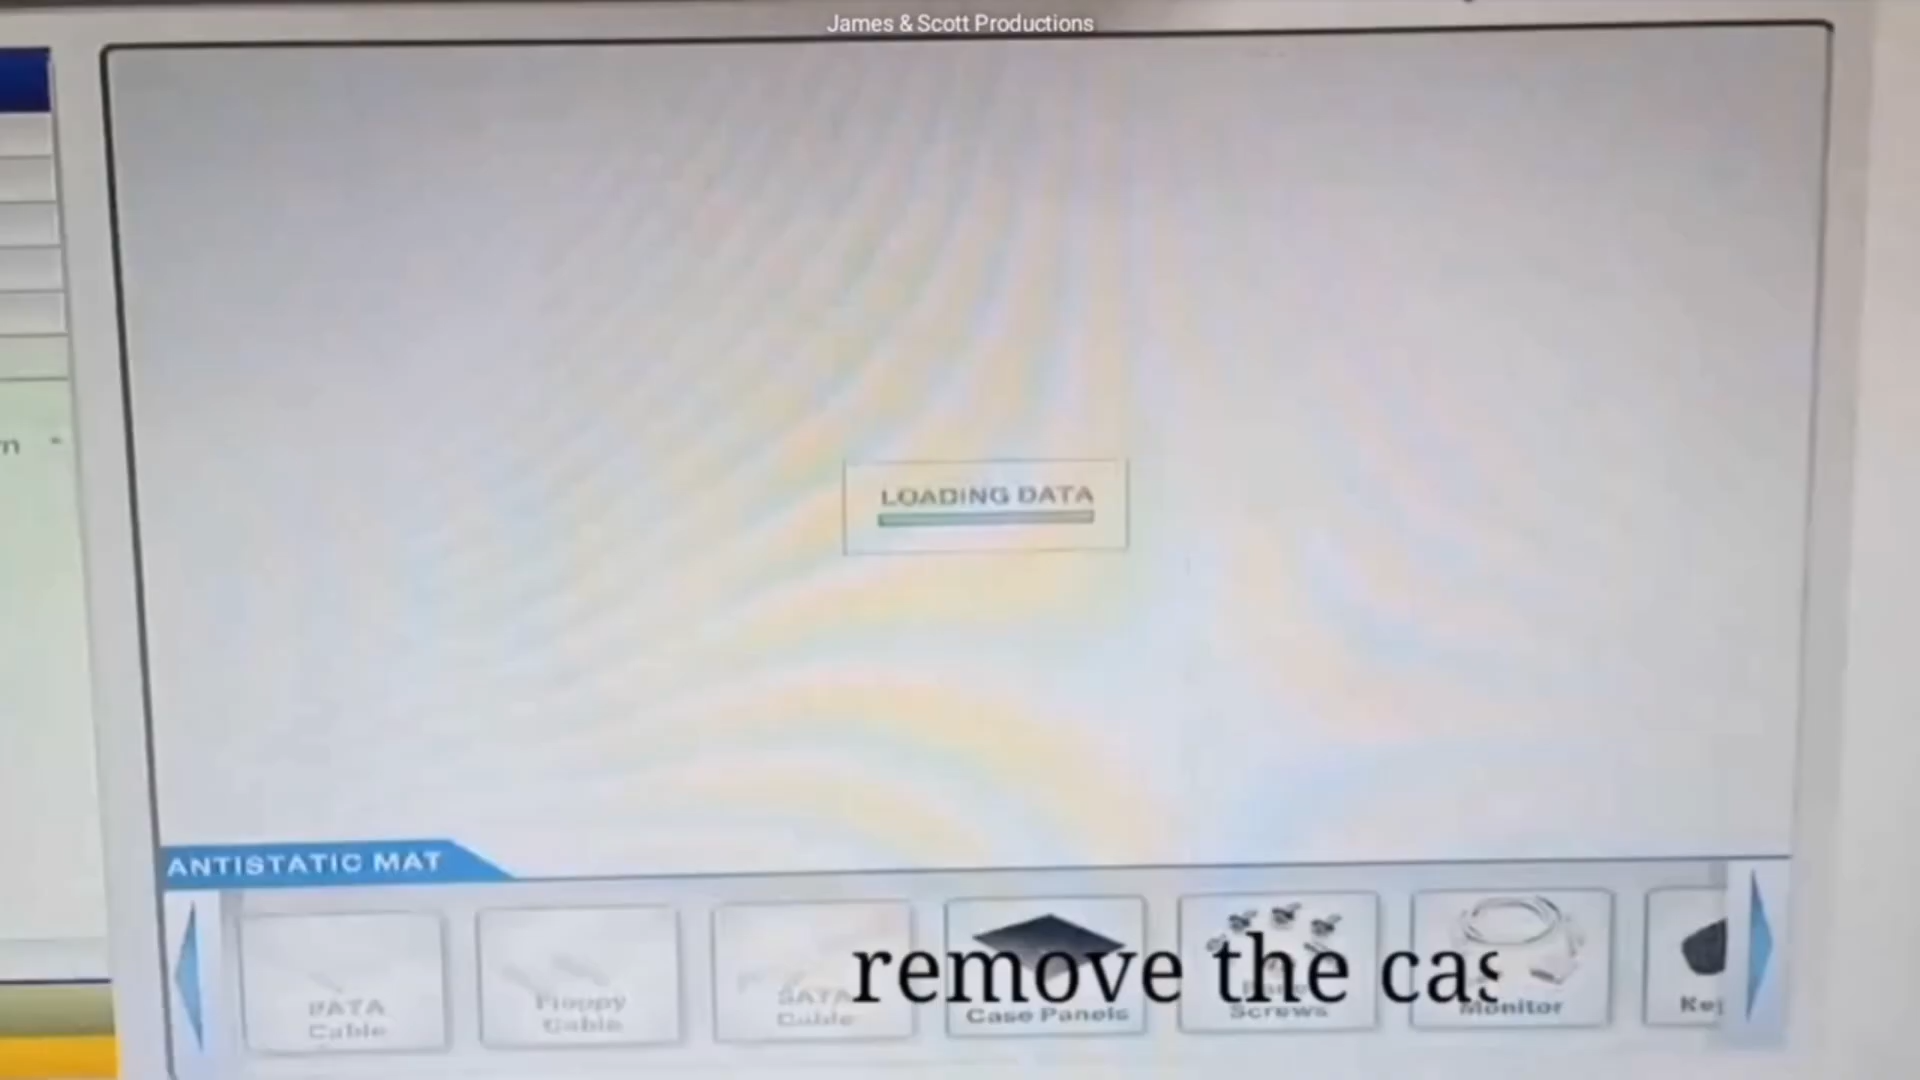 James & Scott Productions
LOADING DATA
ANTISTATIC MAT
PATA
Cable
Floppy
Cable
SATA
Cable
Case Panels
Screws
Monitor
remove the cas